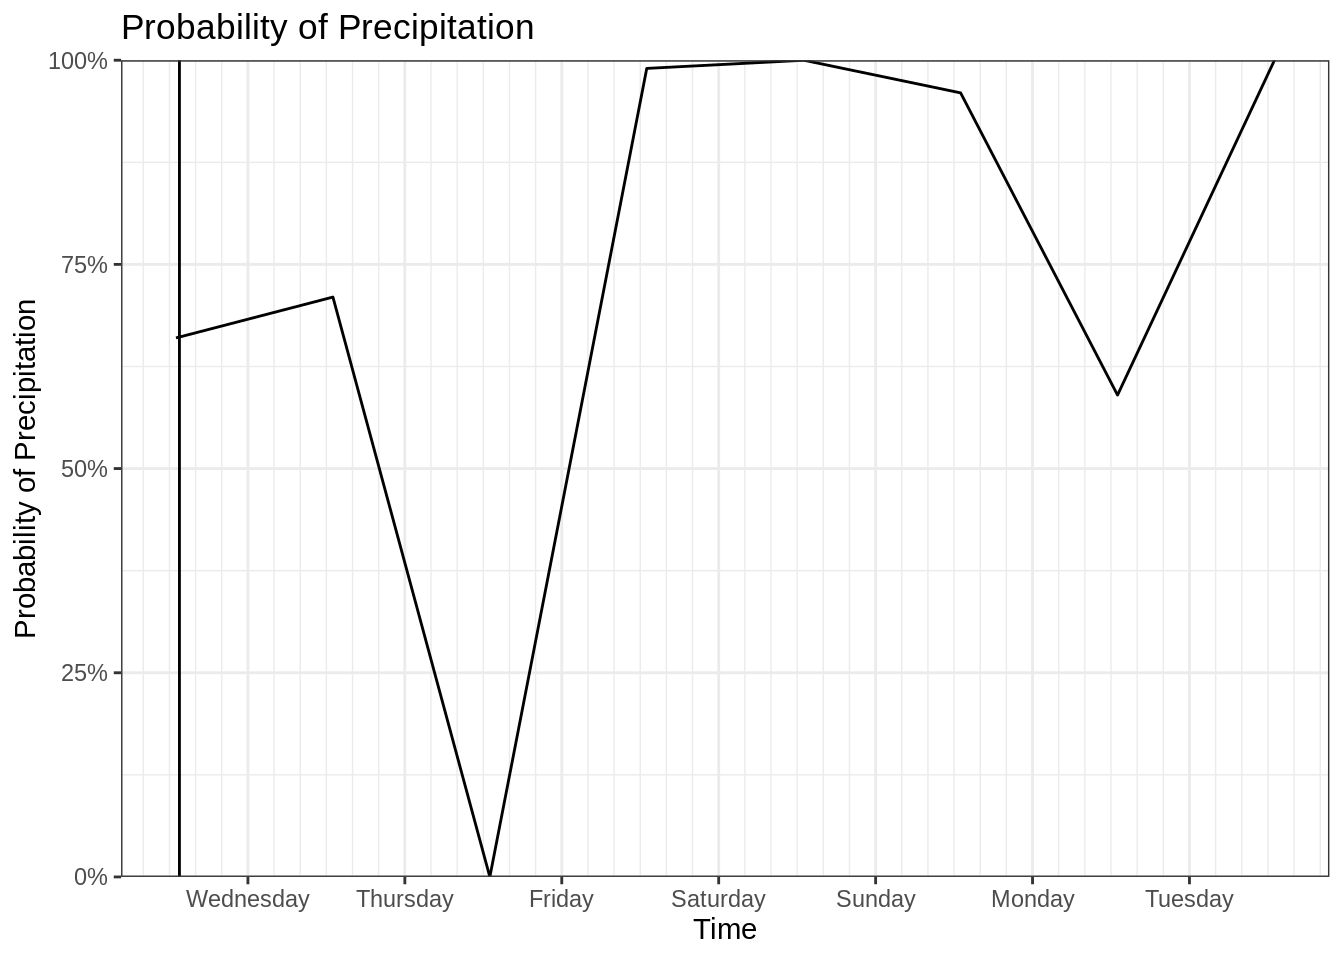 Probability of Precipitation
100%
75%
50%
25%
0%
Probability of Precipitation
Wednesday Thursday Friday Saturday Sunday Monday Tuesday
Time